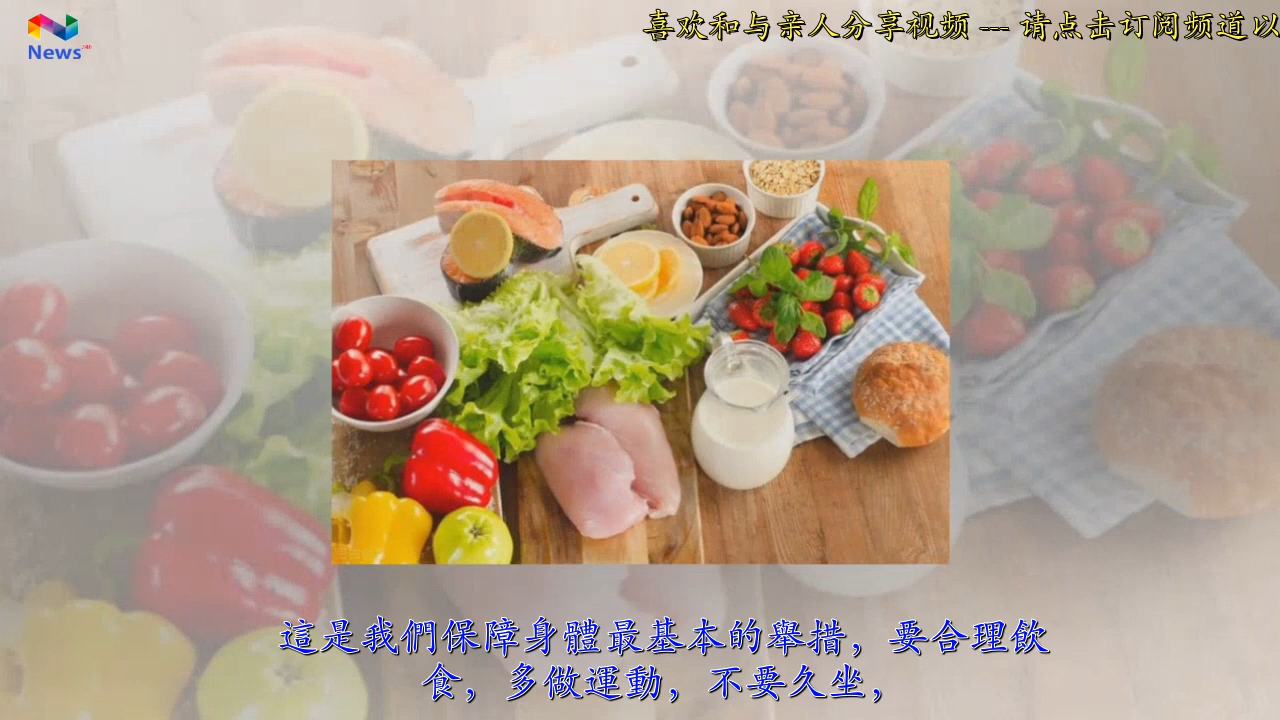 News
喜欢和与亲人分享视频 --- 请点击订阅频道以
這是我們保障身體最基本的舉措，要合理飲
食，多做運動，不要久坐，